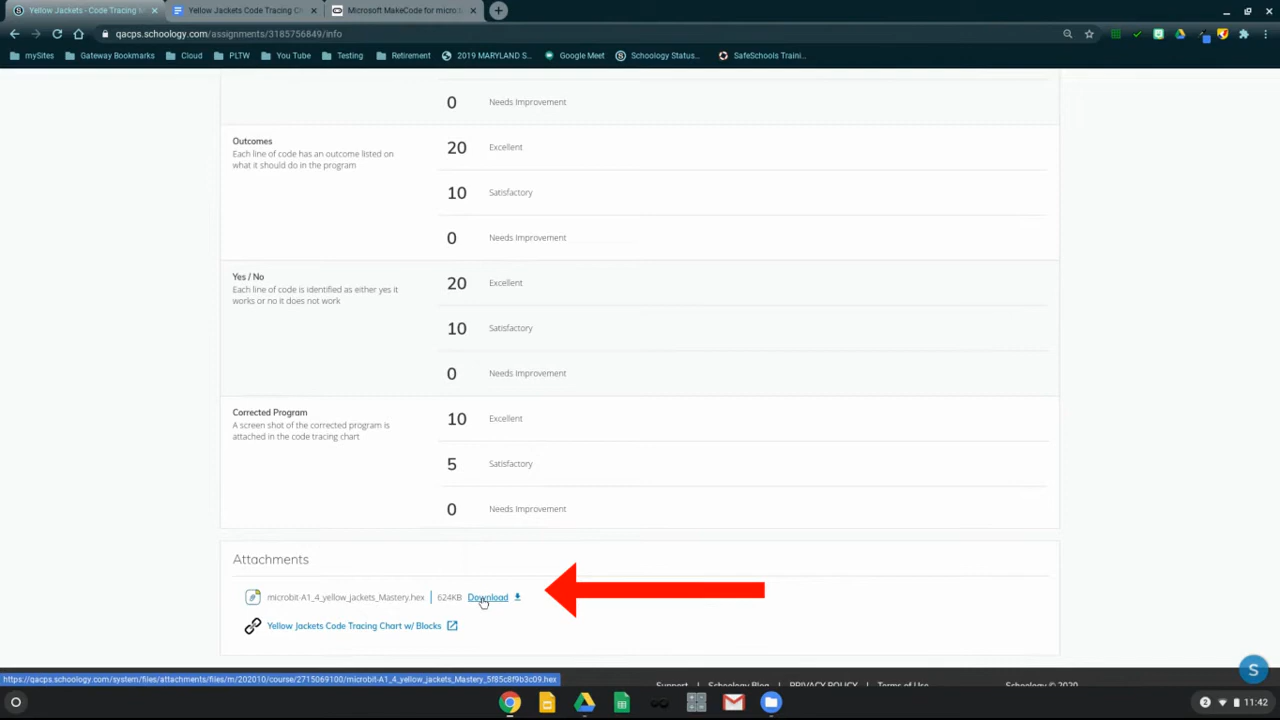 Yellow Jackets - Code Tracing M
Yellow Jackets Code Tracing Ch
Microsoft MakeCode for micro:b
qacps.schoology.com/assignments/3185756849/info
mySites
Gateway Bookmarks
Cloud
PLTW
You Tube
Testing
Retirement
2019 MARYLAND S...
Google Meet
Schoology Status...
SafeSchools Traini...
0 Needs Improvement
Outcomes
Each line of code has an outcome listed on
what it should do in the program
20 Excellent
10 Satisfactory
0 Needs Improvement
Yes / No
Each line of code is identified as either yes it
works or no it does not work
20 Excellent
10 Satisfactory
0 Needs Improvement
Corrected Program
A screen shot of the corrected program is
attached in the code tracing chart
10 Excellent
5 Satisfactory
0 Needs Improvement
Attachments
microbit-A1_4_yellow_jackets_Mastery.hex 624KB Download
Yellow Jackets Code Tracing Chart w/ Blocks
https://qacps.schoology.com/system/files/attachments/files/m/202010/course/2715069100/microbit-A1_4_yellow_jackets_Mastery_5f85c8f9b3c09.hex
Support
Schoology Blog
PRIVACY POLICY
Terms of Use
Schoology © 2020
S
2
11:42